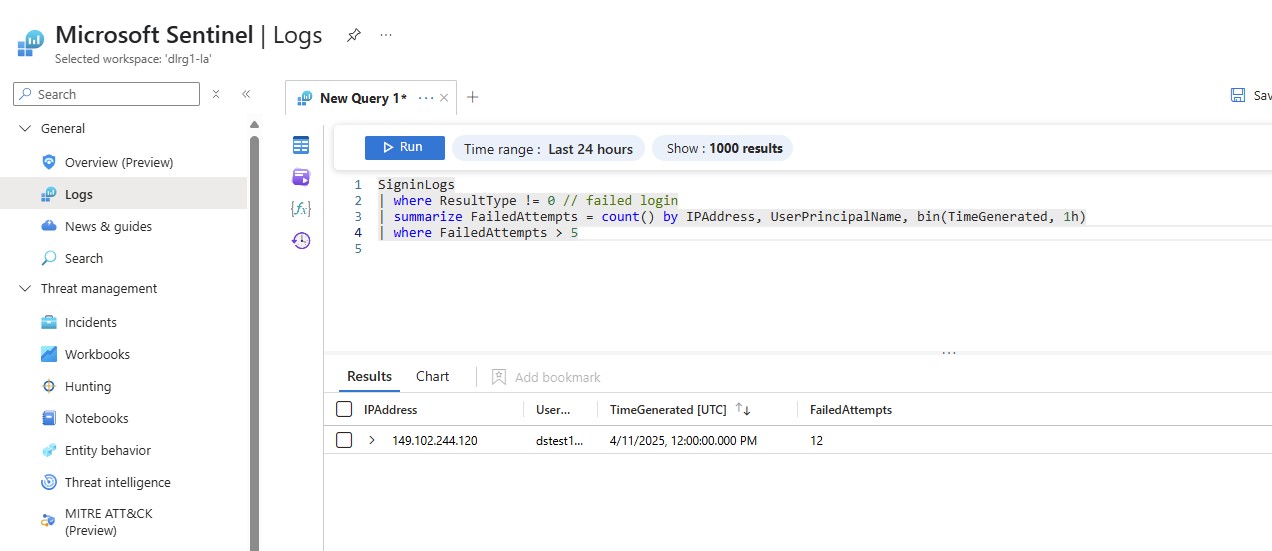 Microsoft Sentinel | Logs ...
Selected workspace: 'dlrg1-la'
Search
General
Overview (Preview)
Logs
News & guides
Search
Threat management
Incidents
Workbooks
Hunting
Notebooks
Entity behavior
Threat intelligence
MITRE ATT&CK
(Preview)
New Query 1* ...
Sav
Run Time range : Last 24 hours Show : 1000 results
{fx}
1 SigninLogs
2 | where ResultType != 0 // failed login
3 | summarize FailedAttempts = count() by IPAddress, UserPrincipalName, bin(TimeGenerated, 1h)
4 | where FailedAttempts > 5
5
...
Results Chart Add bookmark
IPAddress User... TimeGenerated [UTC] FailedAttempts
149.102.244.120 dstest1... 4/11/2025, 12:00:00.000 PM 12